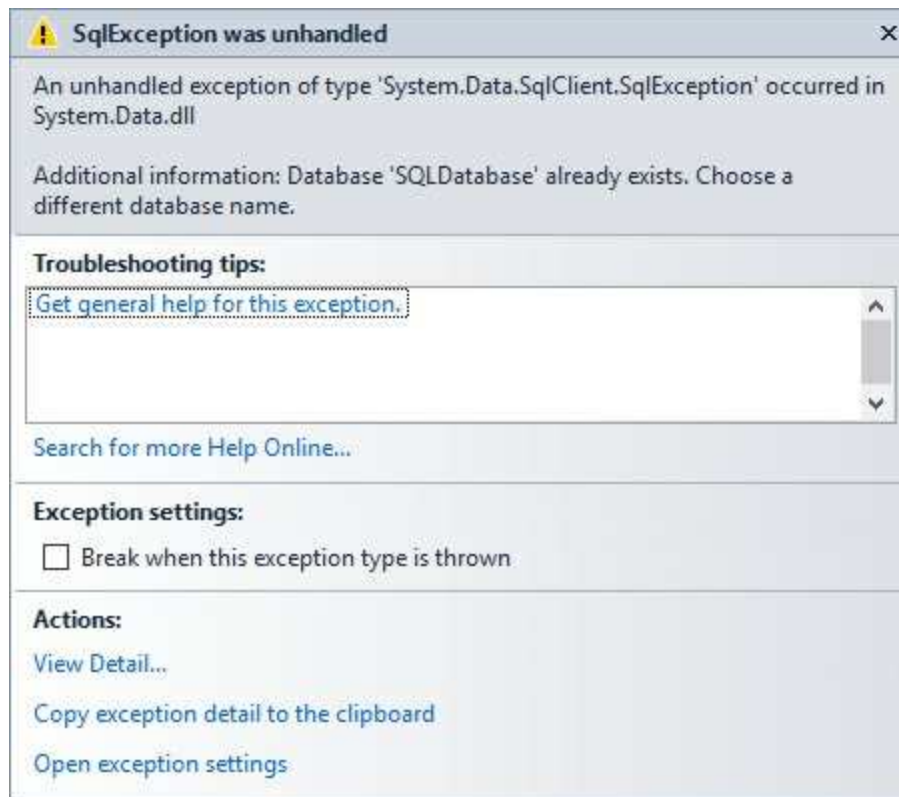 SqlException was unhandled
An unhandled exception of type 'System.Data.SqlClient.SqlException' occurred in
System.Data.dll
Additional information: Database 'SQLDatabase' already exists. Choose a
different database name.
Troubleshooting tips:
Get general help for this exception.
Search for more Help Online...
Exception settings:
Break when this exception type is thrown
Actions:
View Detail...
Copy exception detail to the clipboard
Open exception settings